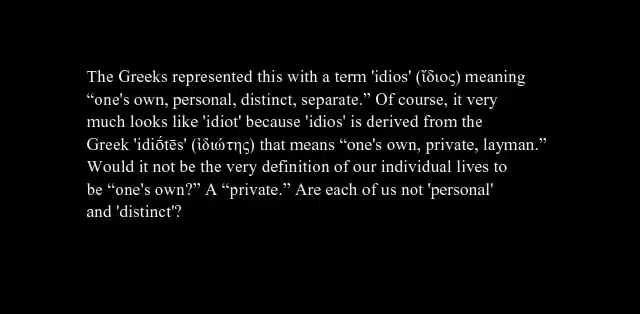 The Greeks represented this with a term 'idios' (ἴδιος) meaning
“one's own, personal, distinct, separate.” Of course, it very
much looks like 'idiot' because 'idios' is derived from the
Greek 'idiṓtēs' (ἰδιώτης) that means “one's own, private, layman.”
Would it not be the very definition of our individual lives to
be “one's own?” A “private.” Are each of us not 'personal'
and 'distinct'?